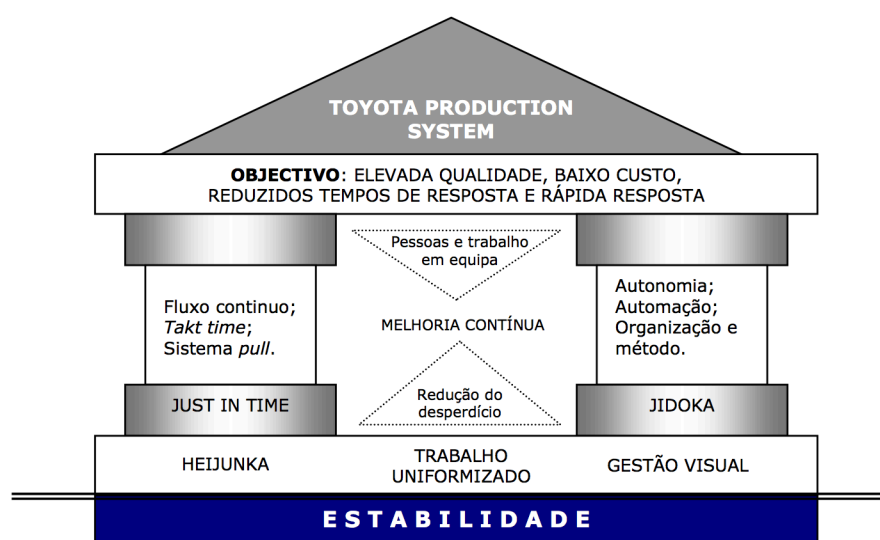 TOYOTA PRODUCTION
SYSTEM
OBJECTIVO: ELEVADA QUALIDADE, BAIXO CUSTO,
REDUZIDOS TEMPOS DE RESPOSTA E RÁPIDA RESPOSTA
Pessoas e trabalho
em equipa
Fluxo continuo;
Takt time;
Sistema pull.
MELHORIA CONTÍNUA
Autonomia;
Automação;
Organização e
método.
Redução do
desperdício
JUST IN TIME
JIDOKA
HEIJUNKA
TRABALHO
UNIFORMIZADO
GESTÃO VISUAL
ESTABILIDADE